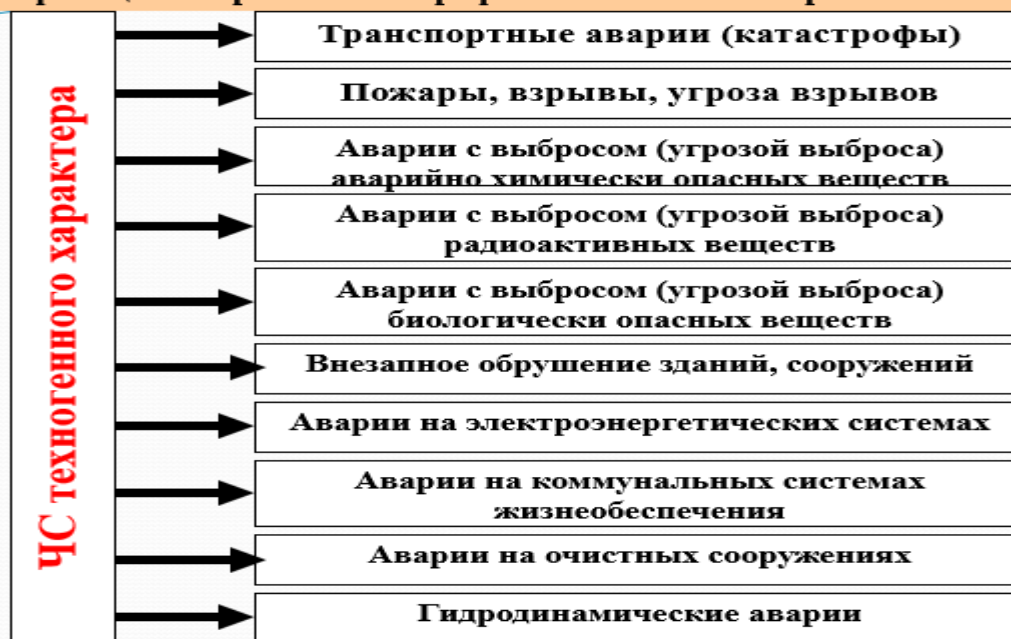 ЧС техногенного характера
Транспортные аварии (катастрофы)
Пожары, взрывы, угроза взрывов
Аварии с выбросом (угрозой выброса)
аварийно химически опасных веществ
Аварии с выбросом (угрозой выброса)
радиоактивных веществ
Аварии с выбросом (угрозой выброса)
биологически опасных веществ
Внезапное обрушение зданий, сооружений
Аварии на электроэнергетических системах
Аварии на коммунальных системах
жизнеобеспечения
Аварии на очистных сооружениях
Гидродинамические аварии